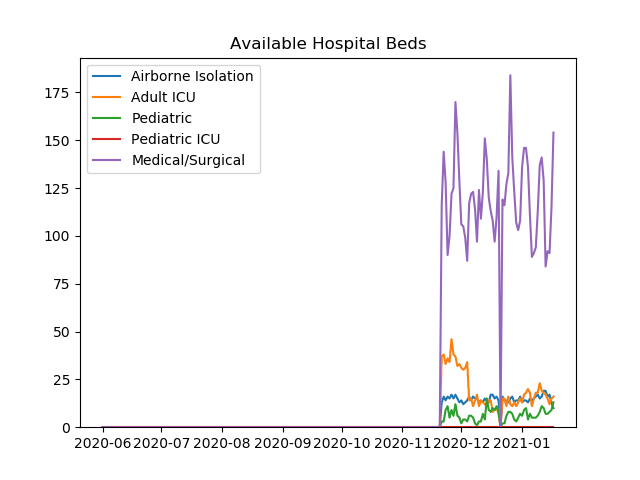 Available Hospital Beds
Airborne Isolation
Adult ICU
Pediatric
Pediatric ICU
Medical/Surgical
175
150
125
100
75
50
25
0
2020-06 2020-07 2020-08 2020-09 2020-10 2020-11 2020-12 2021-01